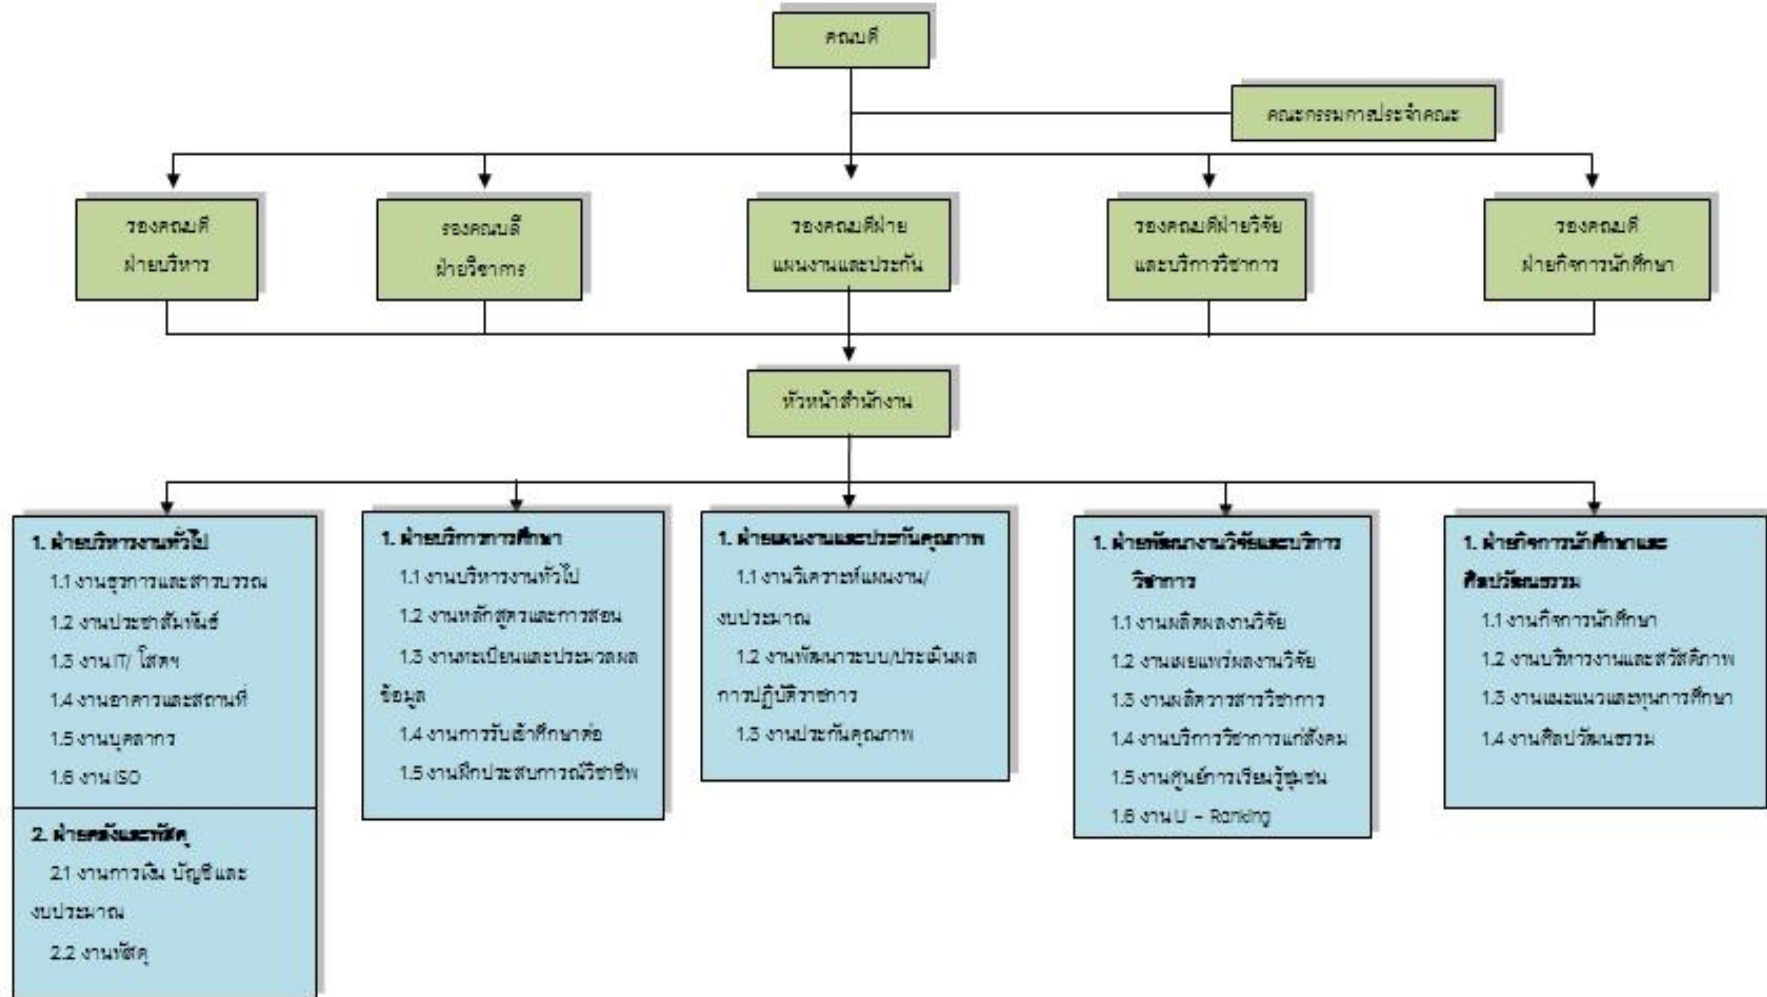 คณบดี
คณะกรรมการประจำคณะ
รองคณบดี
ฝ่ายบริหาร
รองคณบดี
ฝ่ายวิชาการ
รองคณบดีฝ่าย
แผนงานและประกัน
รองคณบดีฝ่ายวิจัย
และบริการวิชาการ
รองคณบดี
ฝ่ายกิจการนักศึกษา
หัวหน้าสำนักงาน
1. ฝ่ายบริหารงานทั่วไป
1.1 งานธุรการและสารบรรณ
1.2 งานประชาสัมพันธ์
1.3 งาน IT/ โสตฯ
1.4 งานอาคารและสถานที่
1.5 งานบุคลากร
1.6 งาน ISO
2. ฝ่ายคลังและพัสดุ
2.1 งานการเงิน บัญชีและ
งบประมาณ
2.2 งานพัสดุ
1. ฝ่ายบริการการศึกษา
1.1 งานบริหารงานทั่วไป
1.2 งานหลักสูตรและการสอน
1.3 งานทะเบียนและประมวลผล
ข้อมูล
1.4 งานการรับเข้าศึกษาต่อ
1.5 งานฝึกประสบการณ์วิชาชีพ
1. ฝ่ายแผนงานและประกันคุณภาพ
1.1 งานวิเคราะห์แผนงาน/
งบประมาณ
1.2 งานพัฒนาระบบ/ประเมินผล
การปฏิบัติราชการ
1.3 งานประกันคุณภาพ
1. ฝ่ายพัฒนางานวิจัยและบริการ
วิชาการ
1.1 งานผลิตผลงานวิจัย
1.2 งานเผยแพร่ผลงานวิจัย
1.3 งานผลิตวารสารวิชาการ
1.4 งานบริการวิชาการแก่สังคม
1.5 งานศูนย์การเรียนรู้ชุมชน
1.6 งาน U - Ranking
1. ฝ่ายกิจการนักศึกษาและ
ศิลปวัฒนธรรม
1.1 งานกิจการนักศึกษา
1.2 งานบริหารงานและสวัสดิภาพ
1.3 งานแนะแนวและทุนการศึกษา
1.4 งานศิลปวัฒนธรรม